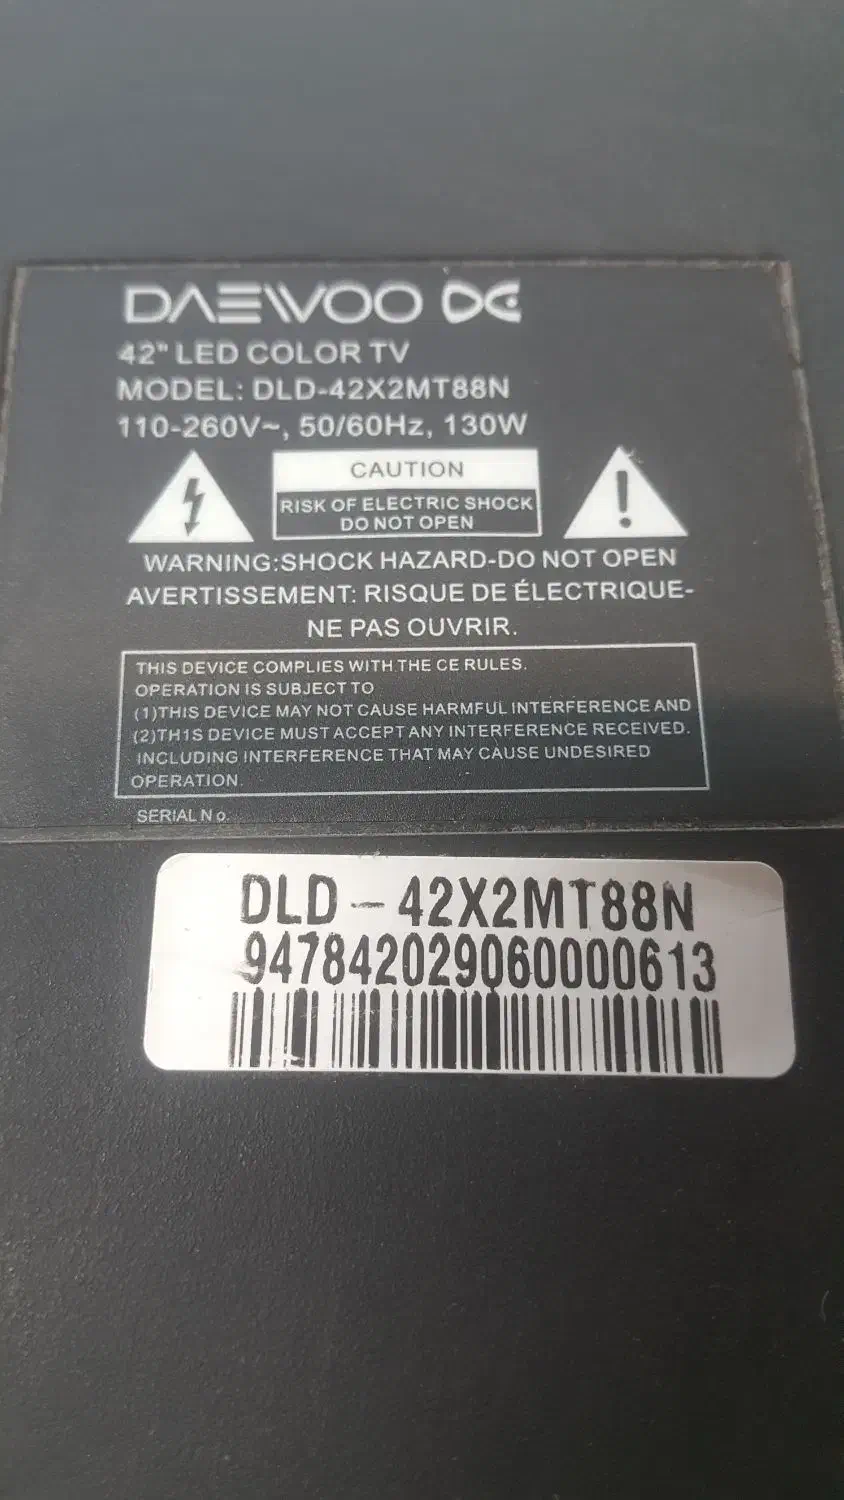 DAEWOO
42" LED COLOR TV
MODEL: DLD-42X2MT88N
110-260V~, 50/60Hz, 130W
CAUTION
RISK OF ELECTRIC SHOCK
DO NOT OPEN
WARNING:SHOCK HAZARD-DO NOT OPEN
AVERTISSEMENT: RISQUE DE ÉLECTRIQUE-
NE PAS OUVRIR.
THIS DEVICE COMPLIES WITH THE CE RULES.
OPERATION IS SUBJECT TO
(1)THIS DEVICE MAY NOT CAUSE HARMFUL INTERFERENCE AND
(2)TH1S DEVICE MUST ACCEPT ANY INTERFERENCE RECEIVED.
INCLUDING INTERFERENCE THAT MAY CAUSE UNDESIRED
OPERATION.
SERIAL N o.
DLD-42X2MT88N
947842029060000613